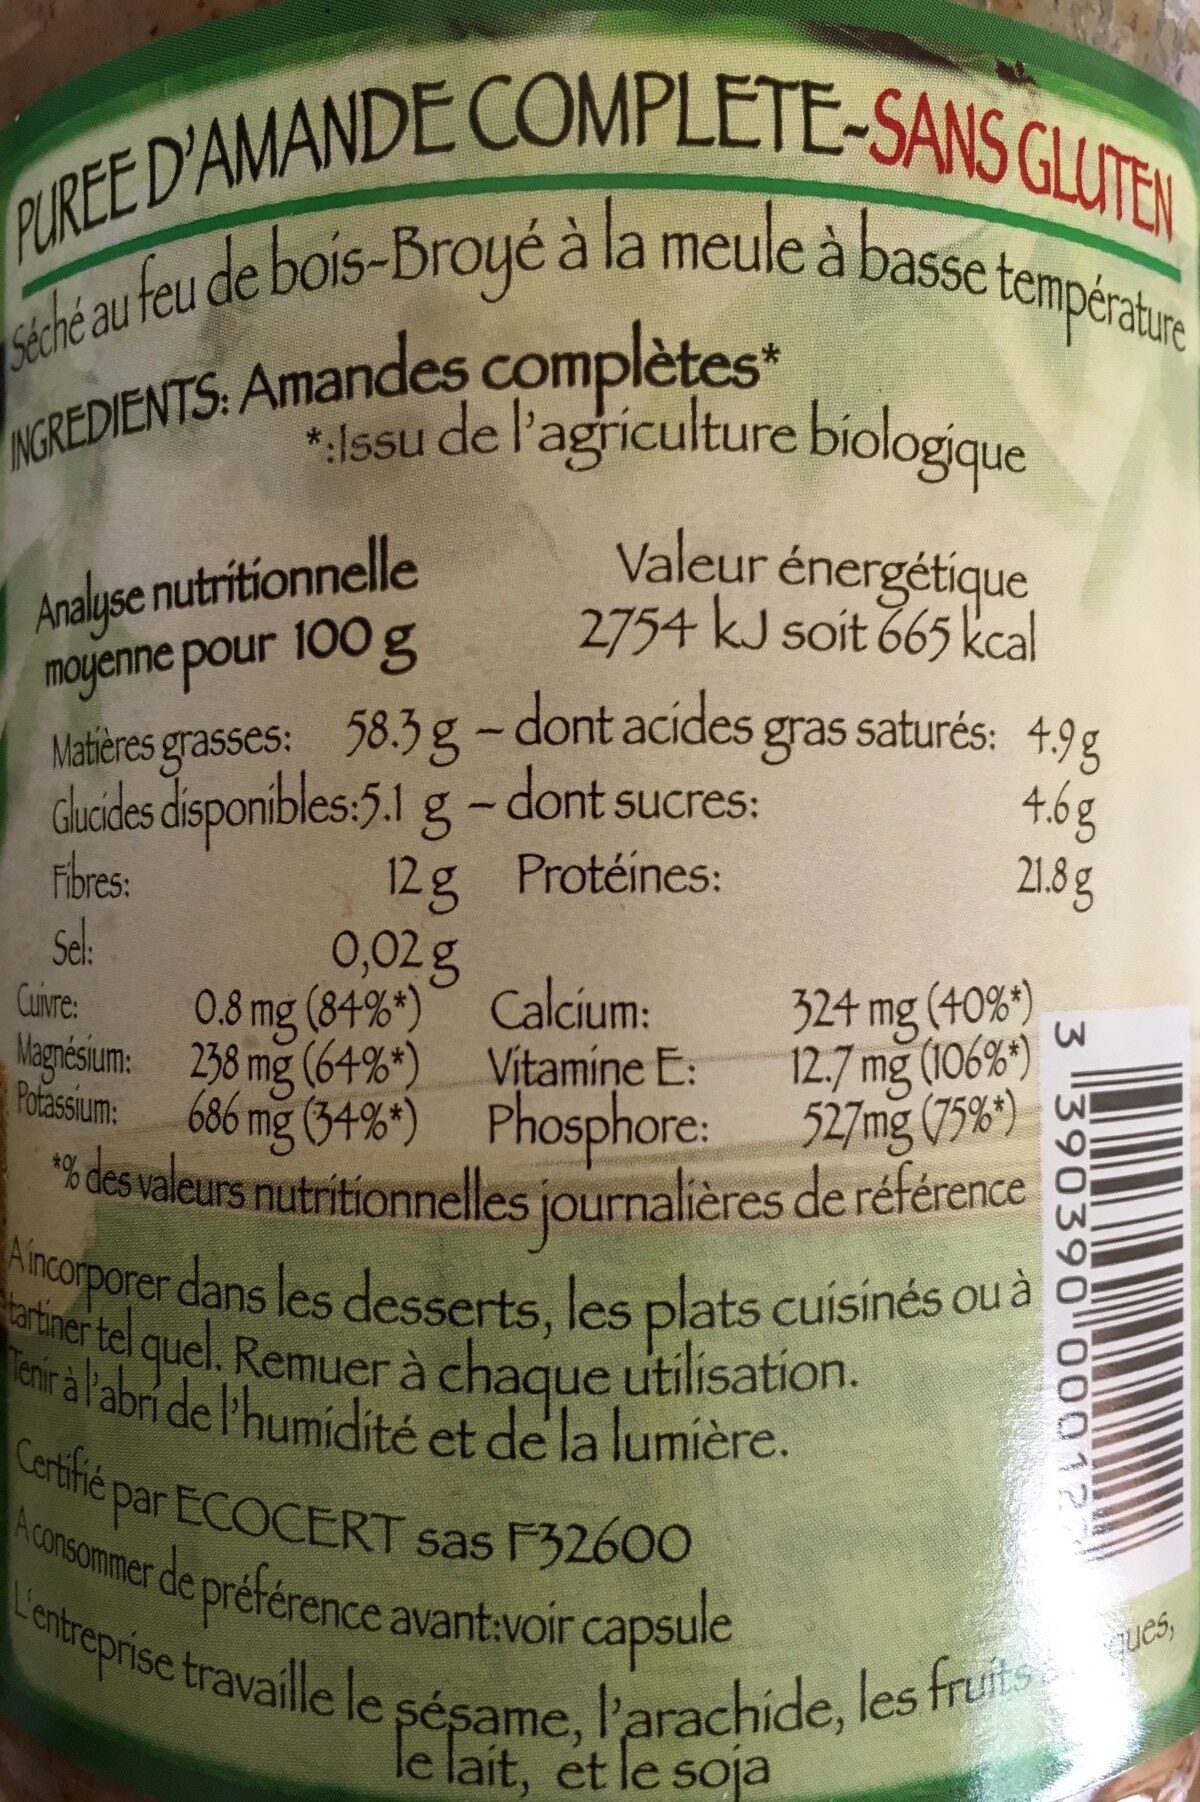 PUREE D'AMANDE COMPLETE-SANS GLUTEN
Séché au feu de bois-Broyé à la meule à basse température
INGREDIENTS: Amandes complètes*
*:Issu de l'agriculture biologique
Analyse nutritionnelle
moyenne pour 100 g
Valeur énergétique
2754 kJ soit 665 kcal
Matières grasses: 58.3 g - dont acides gras saturés: 4.9 g
Glucides disponibles:5.1 g - dont sucres: 4.6 g
Fibres: 12 g Protéines: 21.8 g
Sel: 0,02 g
Cuivre: 0.8 mg (84%*) Calcium: 324 mg (40%*)
Magnésium: 238 mg (64%*) Vitamine E: 12.7 mg (106%*)
Potassium: 686 mg (34%*) Phosphore: 527mg (75%*)
*% des valeurs nutritionnelles journalières de référence
A incorporer dans les desserts, les plats cuisinés ou à
tartiner tel quel. Remuer à chaque utilisation.
Tenir à l'abri de l'humidité et de la lumière.
Certifié par ECOCERT sas F32600
A consommer de préférence avant:voir capsule
L'entreprise travaille le sésame, l'arachide, les fruits
le lait, et le soja